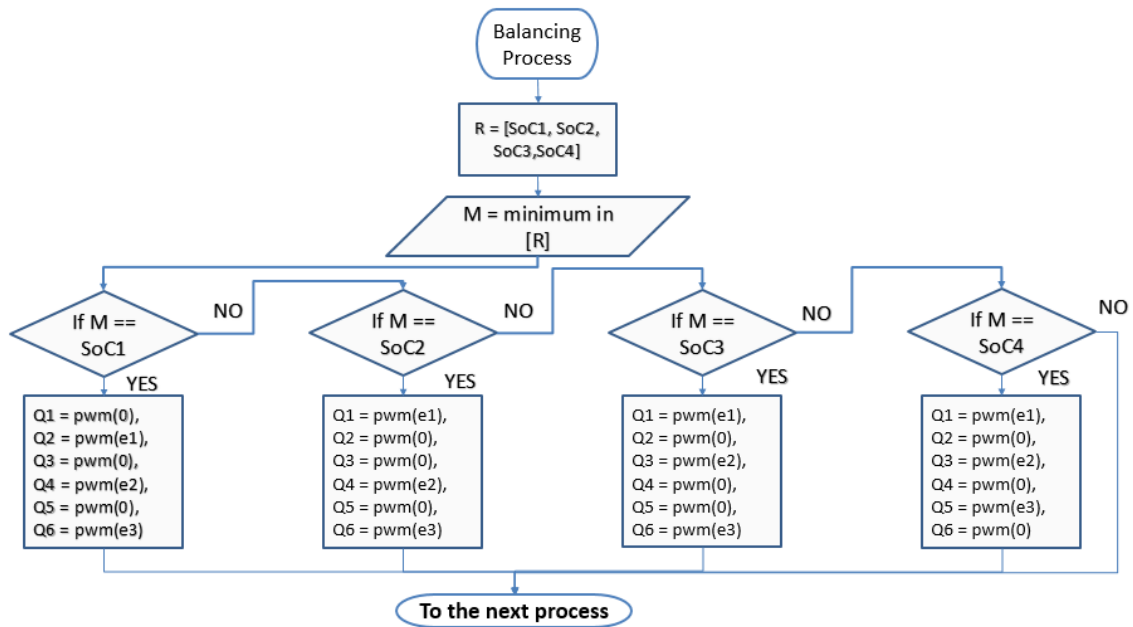 Balancing
Process
R = [SoC1, SoC2,
SoC3,SoC4]
M = minimum in
[R]
If M ==
SoC1
NO
YES
Q1 = pwm(0),
Q2 = pwm(e1),
Q3 = pwm(0),
Q4 = pwm(e2),
Q5 = pwm(0),
Q6 = pwm(e3)
If M ==
SoC2
NO
YES
Q1 = pwm(e1),
Q2 = pwm(0),
Q3 = pwm(0),
Q4 = pwm(e2),
Q5 = pwm(0),
Q6 = pwm(e3)
If M ==
SoC3
NO
YES
Q1 = pwm(e1),
Q2 = pwm(0),
Q3 = pwm(e2),
Q4 = pwm(0),
Q5 = pwm(0),
Q6 = pwm(e3)
If M ==
SoC4
NO
YES
Q1 = pwm(e1),
Q2 = pwm(0),
Q3 = pwm(e2),
Q4 = pwm(0),
Q5 = pwm(e3),
Q6 = pwm(0)
To the next process